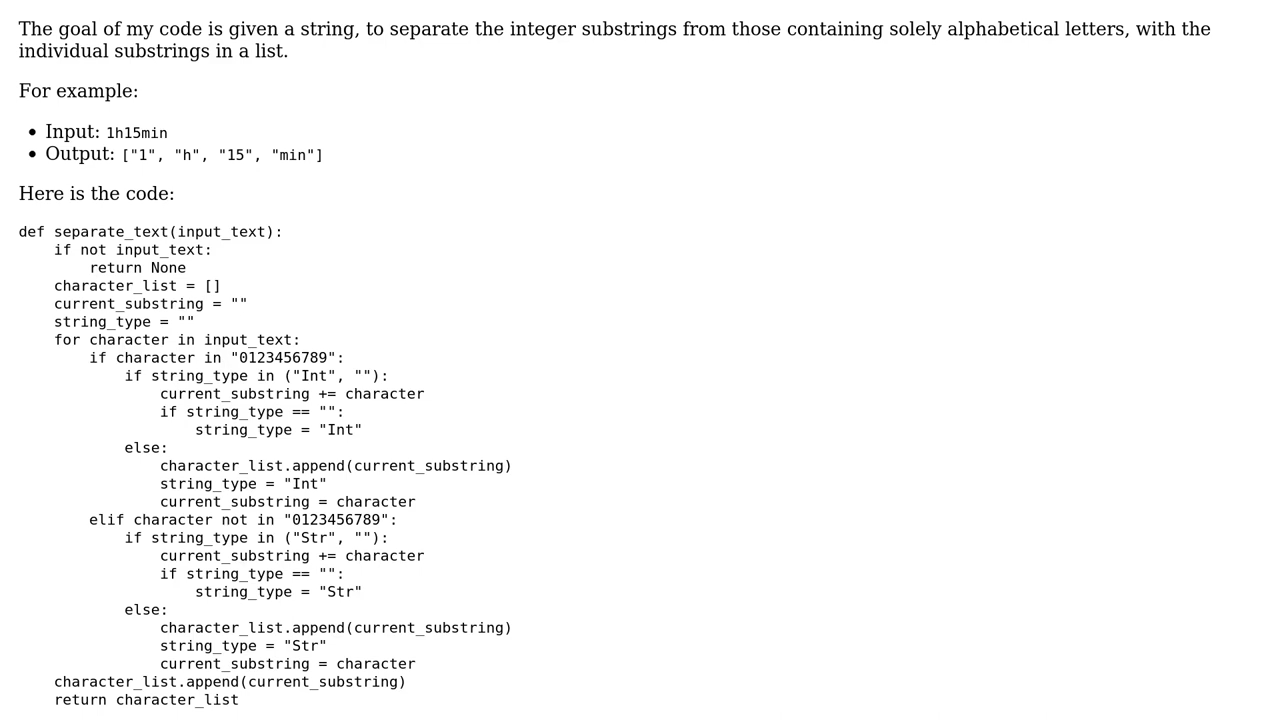 The goal of my code is given a string, to separate the integer substrings from those containing solely alphabetical letters, with the
individual substrings in a list.
For example:
• Input: 1h15min
• Output: ["1", "h", "15", "min"]
Here is the code:
def separate_text(input_text):
    if not input_text:
        return None
    character_list = []
    current_substring = ""
    string_type = ""
    for character in input_text:
        if character in "0123456789":
            if string_type in ("Int", ""):
                current_substring += character
                if string_type == "":
                    string_type = "Int"
            else:
                character_list.append(current_substring)
                string_type = "Int"
                current_substring = character
        elif character not in "0123456789":
            if string_type in ("Str", ""):
                current_substring += character
                if string_type == "":
                    string_type = "Str"
            else:
                character_list.append(current_substring)
                string_type = "Str"
                current_substring = character
    character_list.append(current_substring)
    return character_list